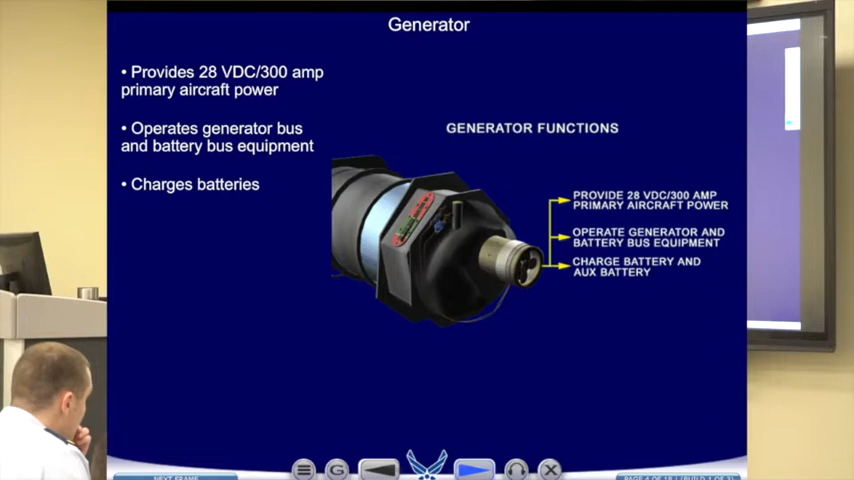 Generator
• Provides 28 VDC/300 amp
primary aircraft power
• Operates generator bus
and battery bus equipment
• Charges batteries
GENERATOR FUNCTIONS
PROVIDE 28 VDC/300 AMP
PRIMARY AIRCRAFT POWER
OPERATE GENERATOR AND
BATTERY BUS EQUIPMENT
CHARGE BATTERY AND
AUX BATTERY
G
X
NEXT FRAME